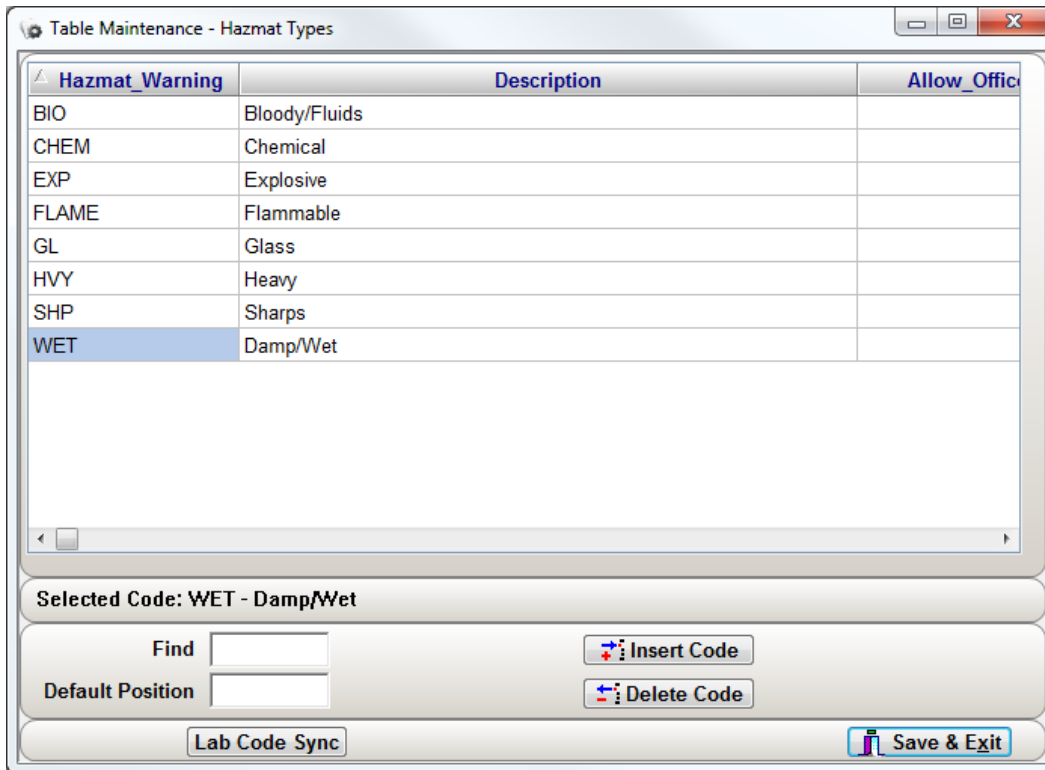 Table Maintenance - Hazmat Types
Hazmat_Warning Description Allow_Offic
BIO Bloody/Fluids
CHEM Chemical
EXP Explosive
FLAME Flammable
GL Glass
HVY Heavy
SHP Sharps
WET Damp/Wet
Selected Code: WET - Damp/Wet
Find Insert Code
Default Position Delete Code
Lab Code Sync Save & Exit